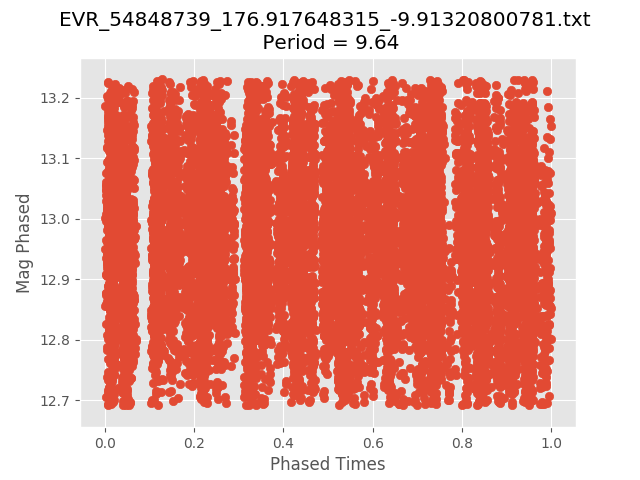 EVR_54848739_176.917648315_-9.91320800781.txt
Period = 9.64
Mag Phased
13.2
13.1
13.0
12.9
12.8
12.7
0.0 0.2 0.4 0.6 0.8 1.0
Phased Times